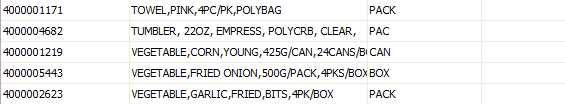 4000001171 TOWEL,PINK,4PC/PK,POLYBAG PACK
4000004682 TUMBLER, 22OZ, EMPRESS, POLYCRB, CLEAR, PAC
4000001219 VEGETABLE,CORN,YOUNG,425G/CAN,24CANS/BO CAN
4000005443 VEGETABLE,FRIED ONION,500G/PACK,4PKS/BOX BOX
4000002623 VEGETABLE,GARLIC,FRIED,BITS,4PK/BOX PACK